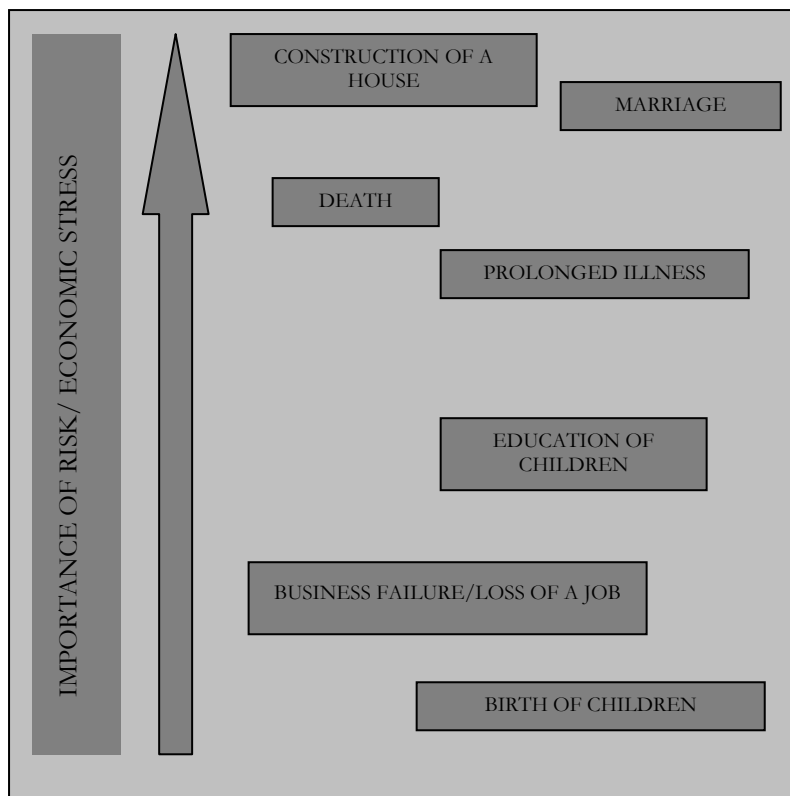 IMPORTANCE OF RISK/ ECONOMIC STRESS
CONSTRUCTION OF A
HOUSE
MARRIAGE
DEATH
PROLONGED ILLNESS
EDUCATION OF
CHILDREN
BUSINESS FAILURE/LOSS OF A JOB
BIRTH OF CHILDREN